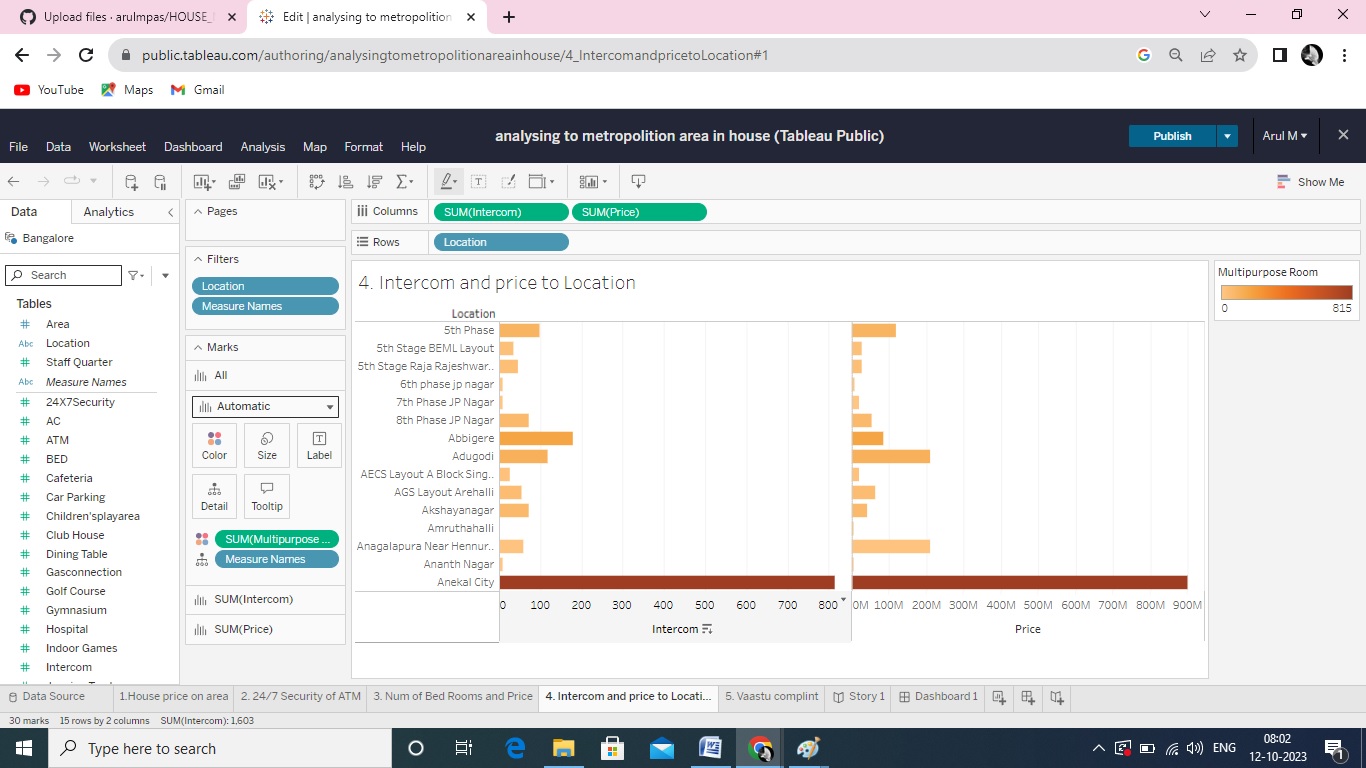 Upload files · arulmpas/HOUSE_
Edit | analysing to metropolition
public.tableau.com/authoring/analysingtometropolitionareainhouse/4_IntercomandpricetoLocation#1
YouTube Maps Gmail
analysing to metropolition area in house (Tableau Public)
Publish
Arul M
File Data Worksheet Dashboard Analysis Map Format Help
Show Me
Data Analytics
Bangalore
Search
Tables
Area
Location
Staff Quarter
Measure Names
24X7Security
AC
ATM
BED
Cafeteria
Car Parking
Children'splayarea
Club House
Dining Table
Gasconnection
Golf Course
Gymnasium
Hospital
Indoor Games
Intercom
Pages
Filters
Location
Measure Names
Marks
All
Automatic
Color Size Label
Detail Tooltip
SUM(Multipurpose ...
Measure Names
SUM(Intercom)
SUM(Price)
Columns SUM(Intercom) SUM(Price)
Rows Location
4. Intercom and price to Location
Location
5th Phase
5th Stage BEML Layout
5th Stage Raja Rajeshwar..
6th phase jp nagar
7th Phase JP Nagar
8th Phase JP Nagar
Abbigere
Adugodi
AECS Layout A Block Sing..
AGS Layout Arehalli
Akshayanagar
Amruthahalli
Anagalapura Near Hennur..
Ananth Nagar
Anekal City
0 100 200 300 400 500 600 700 800
0M 100M 200M 300M 400M 500M 600M 700M 800M 900M
Intercom
Price
Multipurpose Room
0 815
Data Source 1.House price on area 2. 24/7 Security of ATM 3. Num of Bed Rooms and Price 4. Intercom and price to Locati... 5. Vaastu complint Story 1 Dashboard 1
30 marks 15 rows by 2 columns SUM(Intercom): 1,603
Type here to search
ENG
08:02
12-10-2023
1